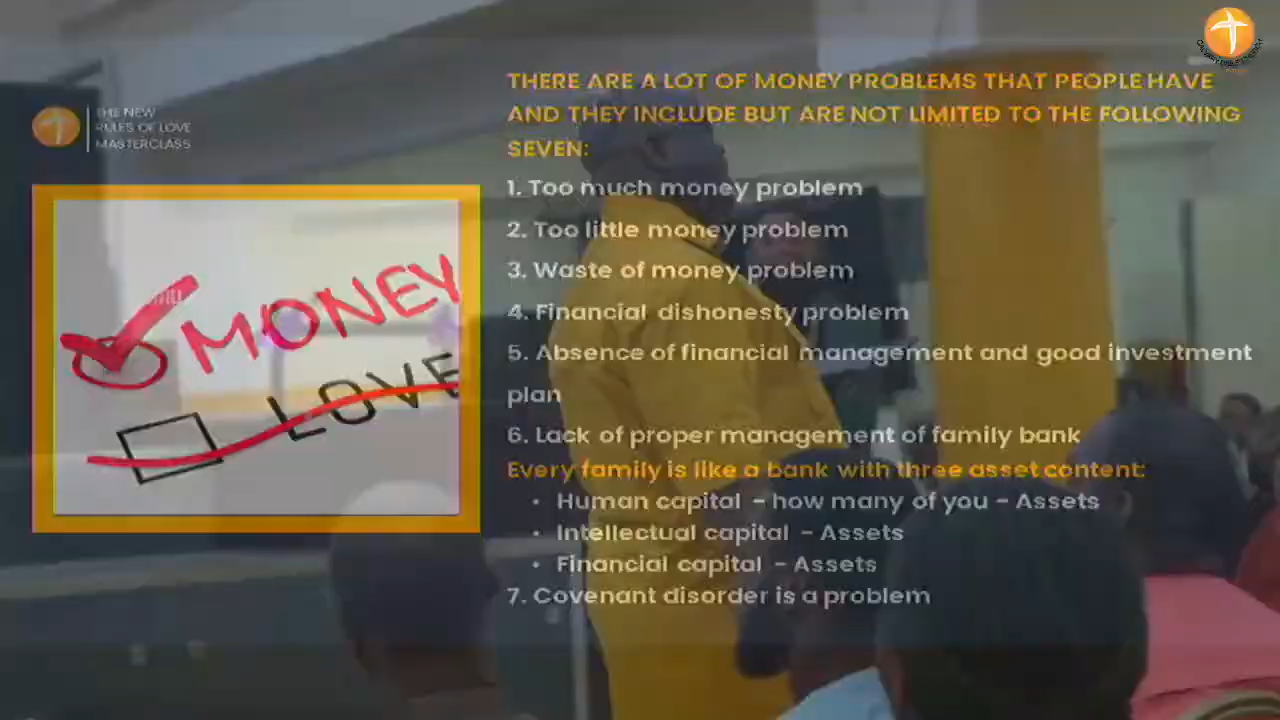 THERE ARE A LOT OF MONEY PROBLEMS THAT PEOPLE HAVE
AND THEY INCLUDE BUT ARE NOT LIMITED TO THE FOLLOWING
SEVEN:
THE NEW
RULES OF LOVE
MASTERCLASS
MONEY
LOVE
1. Too much money problem
2. Too little money problem
3. Waste of money problem
4. Financial dishonesty problem
5. Absence of financial management and good investment
plan
6. Lack of proper management of family bank
Every family is like a bank with three asset content:
• Human capital - how many of you - Assets
• Intellectual capital - Assets
• Financial capital - Assets
7. Covenant disorder is a problem